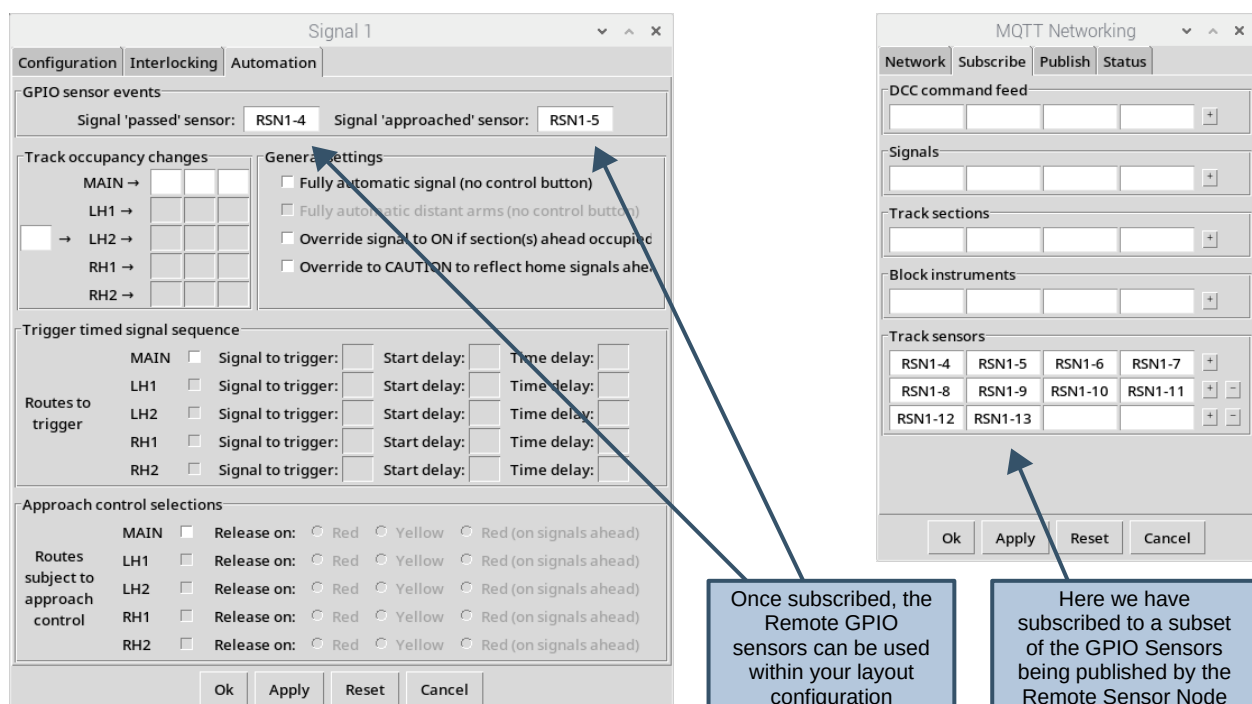 Signal 1
Configuration Interlocking Automation
GPIO sensor events
Signal 'passed' sensor: RSN1-4 Signal 'approached' sensor: RSN1-5
Track occupancy changes
MAIN →
LH1 →
→ LH2 →
RH1 →
RH2 →
General settings
Fully automatic signal (no control button)
Fully automatic distant arms (no control button)
Override signal to ON if section(s) ahead occupied
Override to CAUTION to reflect home signals ahea
Trigger timed signal sequence
Routes to
trigger
MAIN Signal to trigger: Start delay: Time delay:
LH1 Signal to trigger: Start delay: Time delay:
LH2 Signal to trigger: Start delay: Time delay:
RH1 Signal to trigger: Start delay: Time delay:
RH2 Signal to trigger: Start delay: Time delay:
Approach control selections
Routes
subject to
approach
control
MAIN Release on: Red Yellow Red (on signals ahead)
LH1 Release on: Red Yellow Red (on signals ahead)
LH2 Release on: Red Yellow Red (on signals ahead)
RH1 Release on: Red Yellow Red (on signals ahead)
RH2 Release on: Red Yellow Red (on signals ahead)
Ok Apply Reset Cancel
MQTT Networking
Network Subscribe Publish Status
DCC command feed
+
Signals
+
Track sections
+
Block instruments
+
Track sensors
RSN1-4 RSN1-5 RSN1-6 RSN1-7 +
RSN1-8 RSN1-9 RSN1-10 RSN1-11 + −
RSN1-12 RSN1-13 + −
Ok Apply Reset Cancel
Once subscribed, the
Remote GPIO
sensors can be used
within your layout
configuration
Here we have
subscribed to a subset
of the GPIO Sensors
being published by the
Remote Sensor Node